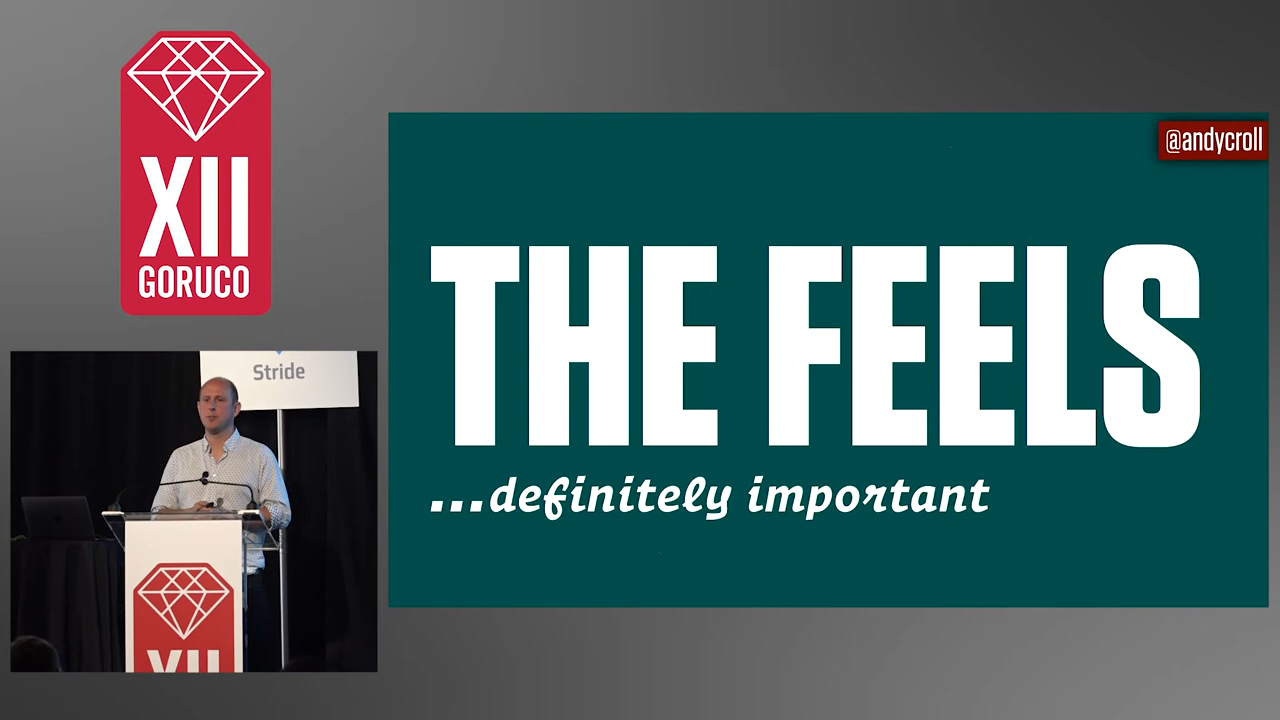 XII
GORUCO
@andycroll
THE FEELS
...definitely important
Stride
XII